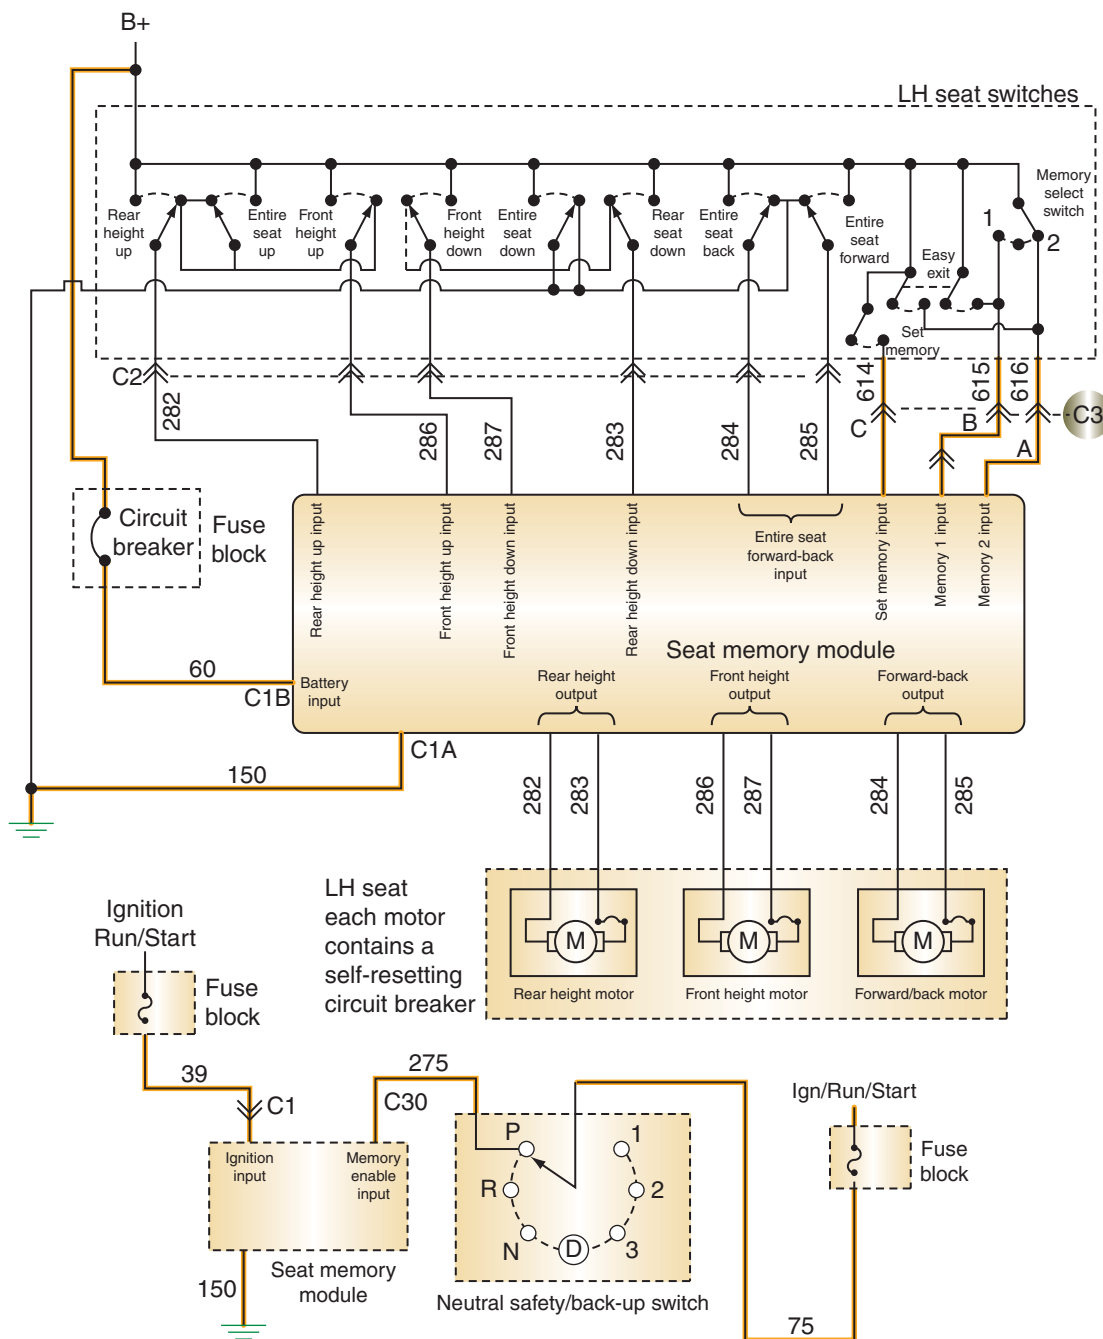 B+
LH seat switches
Rear
height
up
Entire
seat
up
Front
height
up
Front
height
down
Entire
seat
down
Rear
seat
down
Entire
seat
back
Entire
seat
forward
Easy
exit
Set
memory
Memory
select
switch
1
2
C2
282
286
287
283
284
285
614
615
616
C
B
A
C3
Circuit
breaker
Fuse
block
Rear height up input
Front height up input
Front height down input
Rear height down input
Entire seat
forward-back
input
Set memory input
Memory 1 input
Memory 2 input
Seat memory module
60
C1B
Battery
input
Rear height
output
Front height
output
Forward-back
output
C1A
150
282
283
286
287
284
285
LH seat
each motor
contains a
self-resetting
circuit breaker
M
M
M
Rear height motor
Front height motor
Forward/back motor
Ignition
Run/Start
Fuse
block
39
C1
275
C30
Ignition
input
Memory
enable
input
150
Seat memory
module
P
R
N
D
3
2
1
Neutral safety/back-up switch
Ign/Run/Start
Fuse
block
75